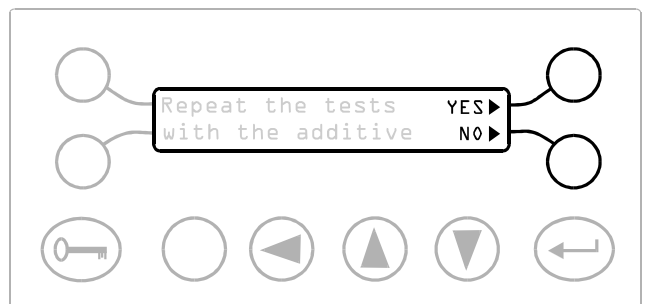 Repeat the tests YES▶
with the additive NO▶